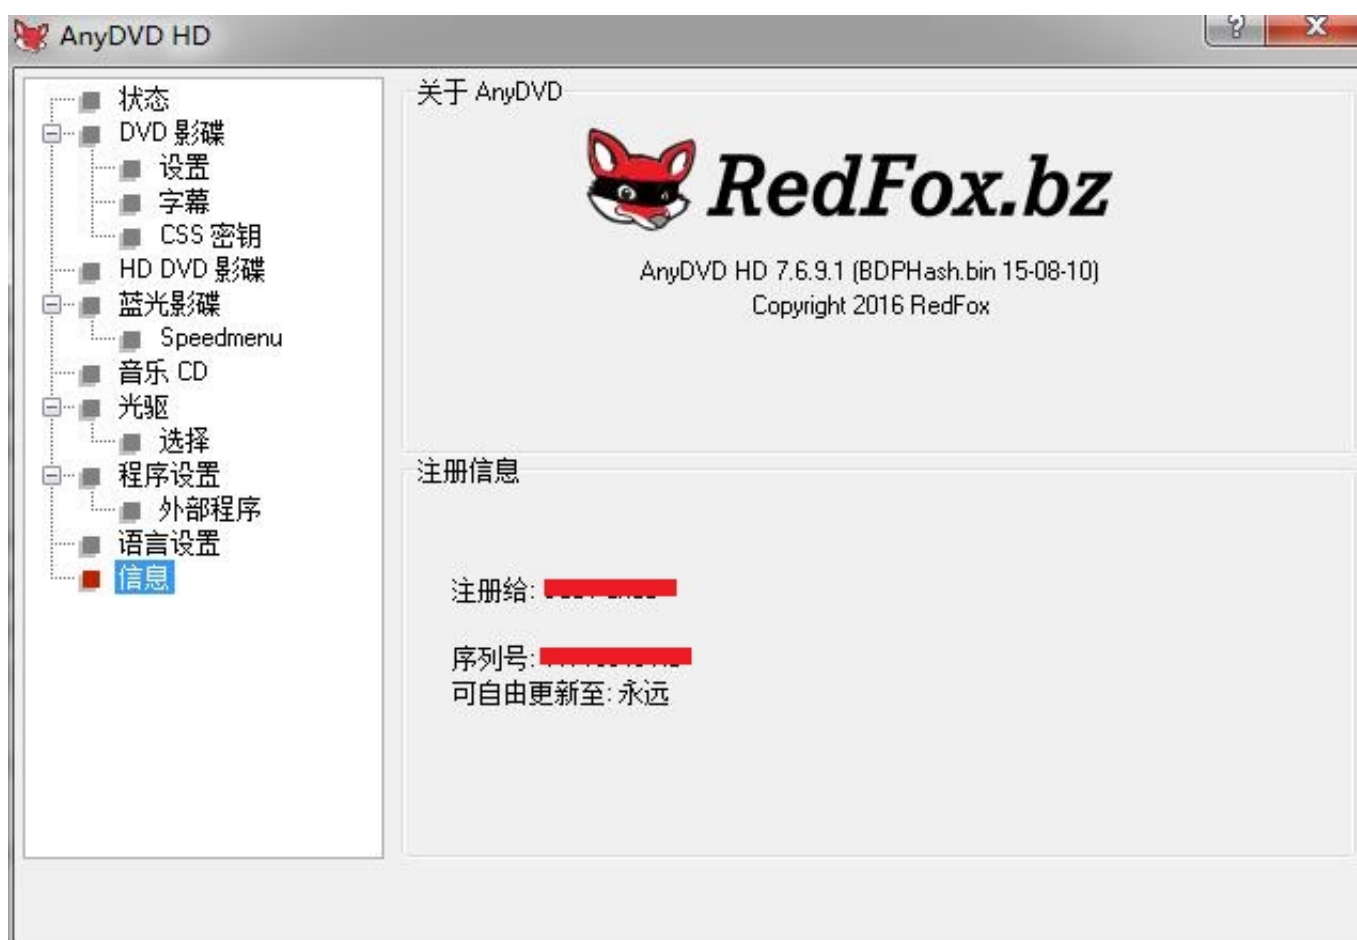 AnyDVD HD
状态
DVD 影碟
设置
字幕
CSS 密钥
HD DVD 影碟
蓝光影碟
Speedmenu
音乐 CD
光驱
选择
程序设置
外部程序
语言设置
信息
关于 AnyDVD
RedFox.bz
AnyDVD HD 7.6.9.1 (BDPHash.bin 15-08-10)
Copyright 2016 RedFox
注册信息
注册给:
序列号:
可自由更新至: 永远